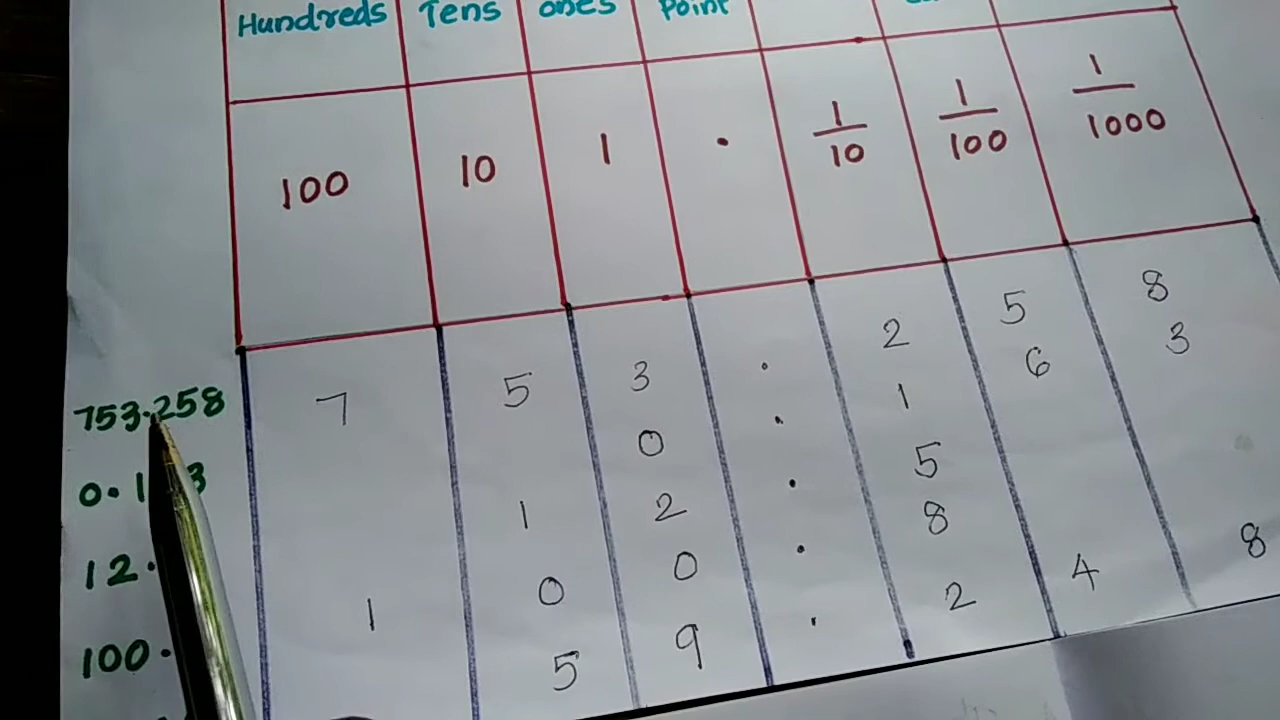 Hundreds Tens ones Point
100 10 1 . 1/10 1/100 1/1000
753.258 7 5 3 . 2 5 8
0.1 3 0 . 1 6 3
12. 1 2 . 5
100. 1 0 0 . 8
5 9 . 2 4 8